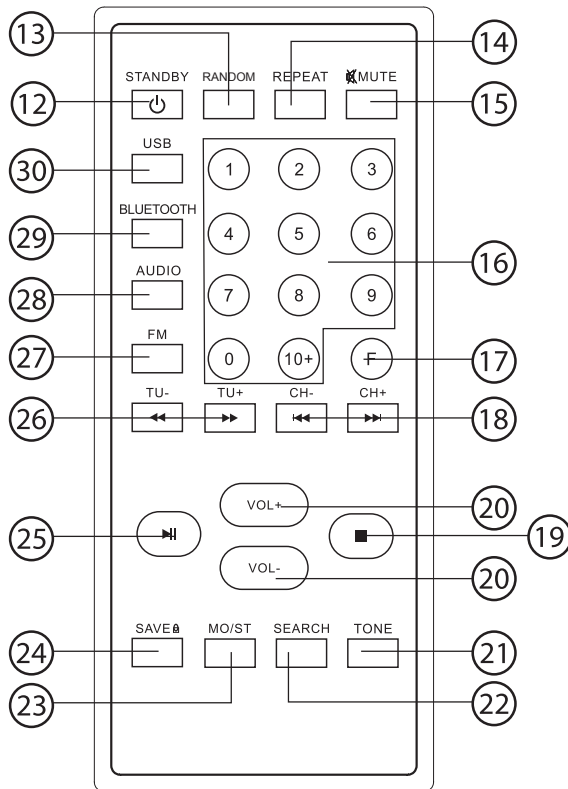 13 14
STANDBY RANDOM REPEAT MUTE
12 15
USB
30 1 2 3
BLUETOOTH
29 4 5 6
16
AUDIO
28 7 8 9
FM
27 0 10+ F 17
TU- TU+ CH- CH+
26 18
VOL+ 20
25 19
VOL- 20
SAVE MO/ST SEARCH TONE
24 21
23 22